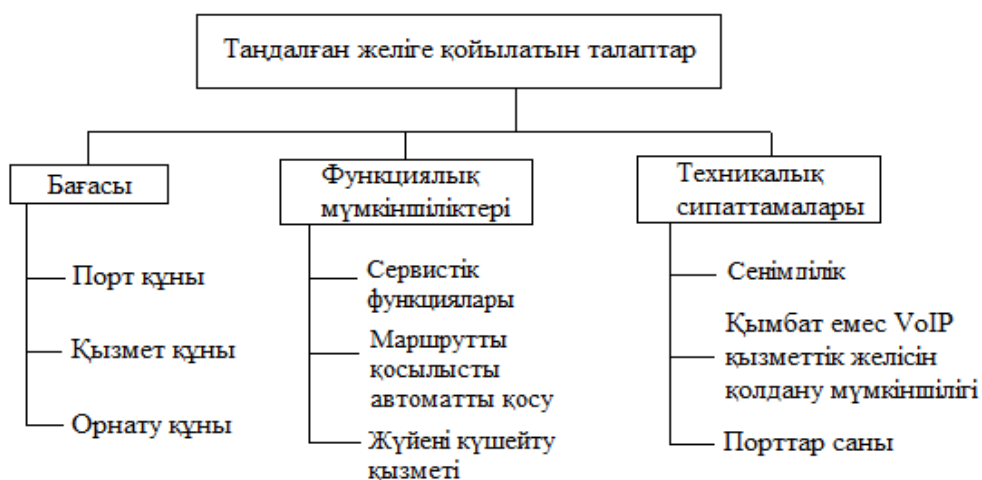 Таңдалған желіге қойылатын талаптар
Бағасы
Порт құны
Қызмет құны
Орнату құны
Функциялық
мүмкіншіліктері
Сервистік
функциялары
Маршрутты
қосылысты
автоматты қосу
Жүйені күшейту
қызметі
Техникалық
сипаттамалары
Сенімділік
Қымбат емес VoIP
қызметтік желісін
қолдану мүмкіншілігі
Порттар саны